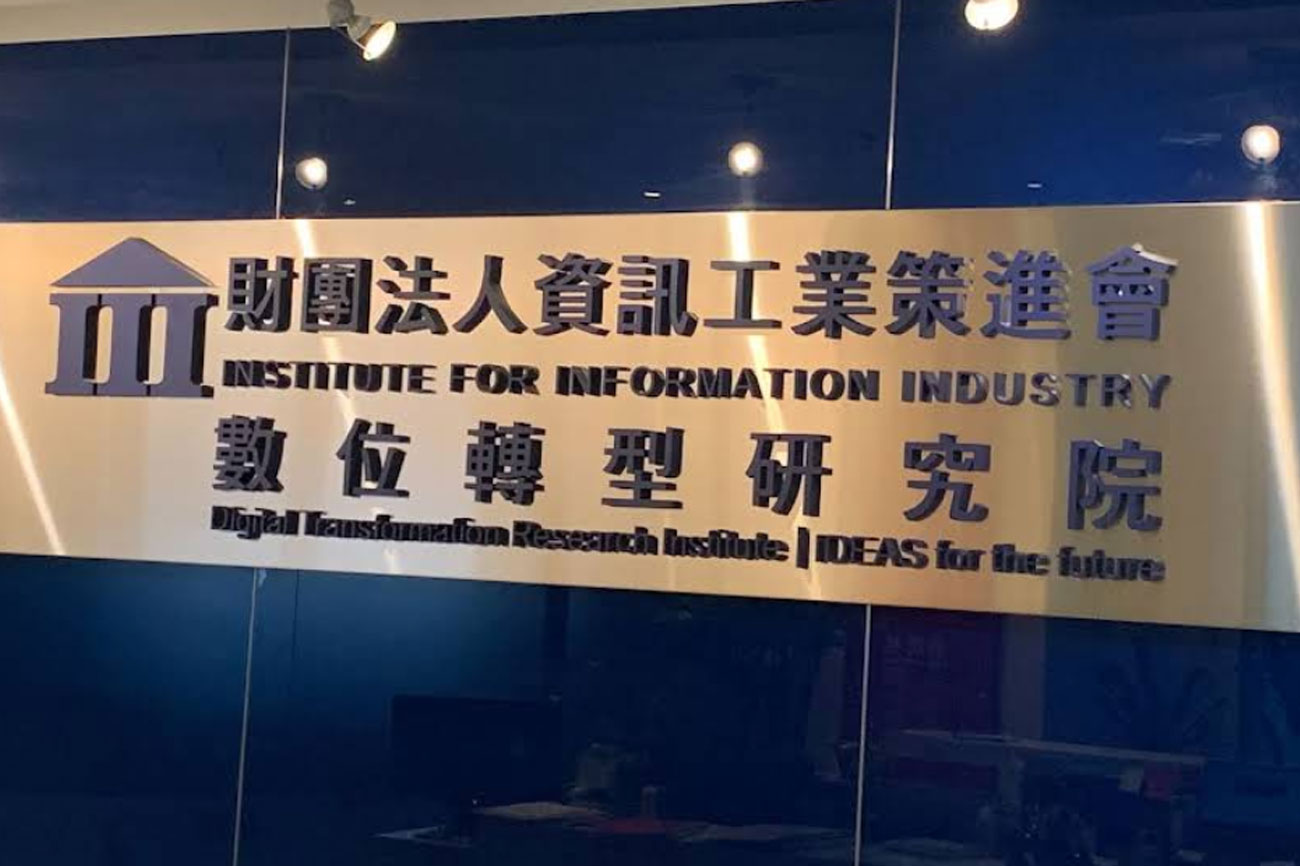 財團法人資訊工業策進會
INSTITUTE FOR INFORMATION INDUSTRY
數位轉型研究院
Digital Transformation Research Institute | IDEAS for the future